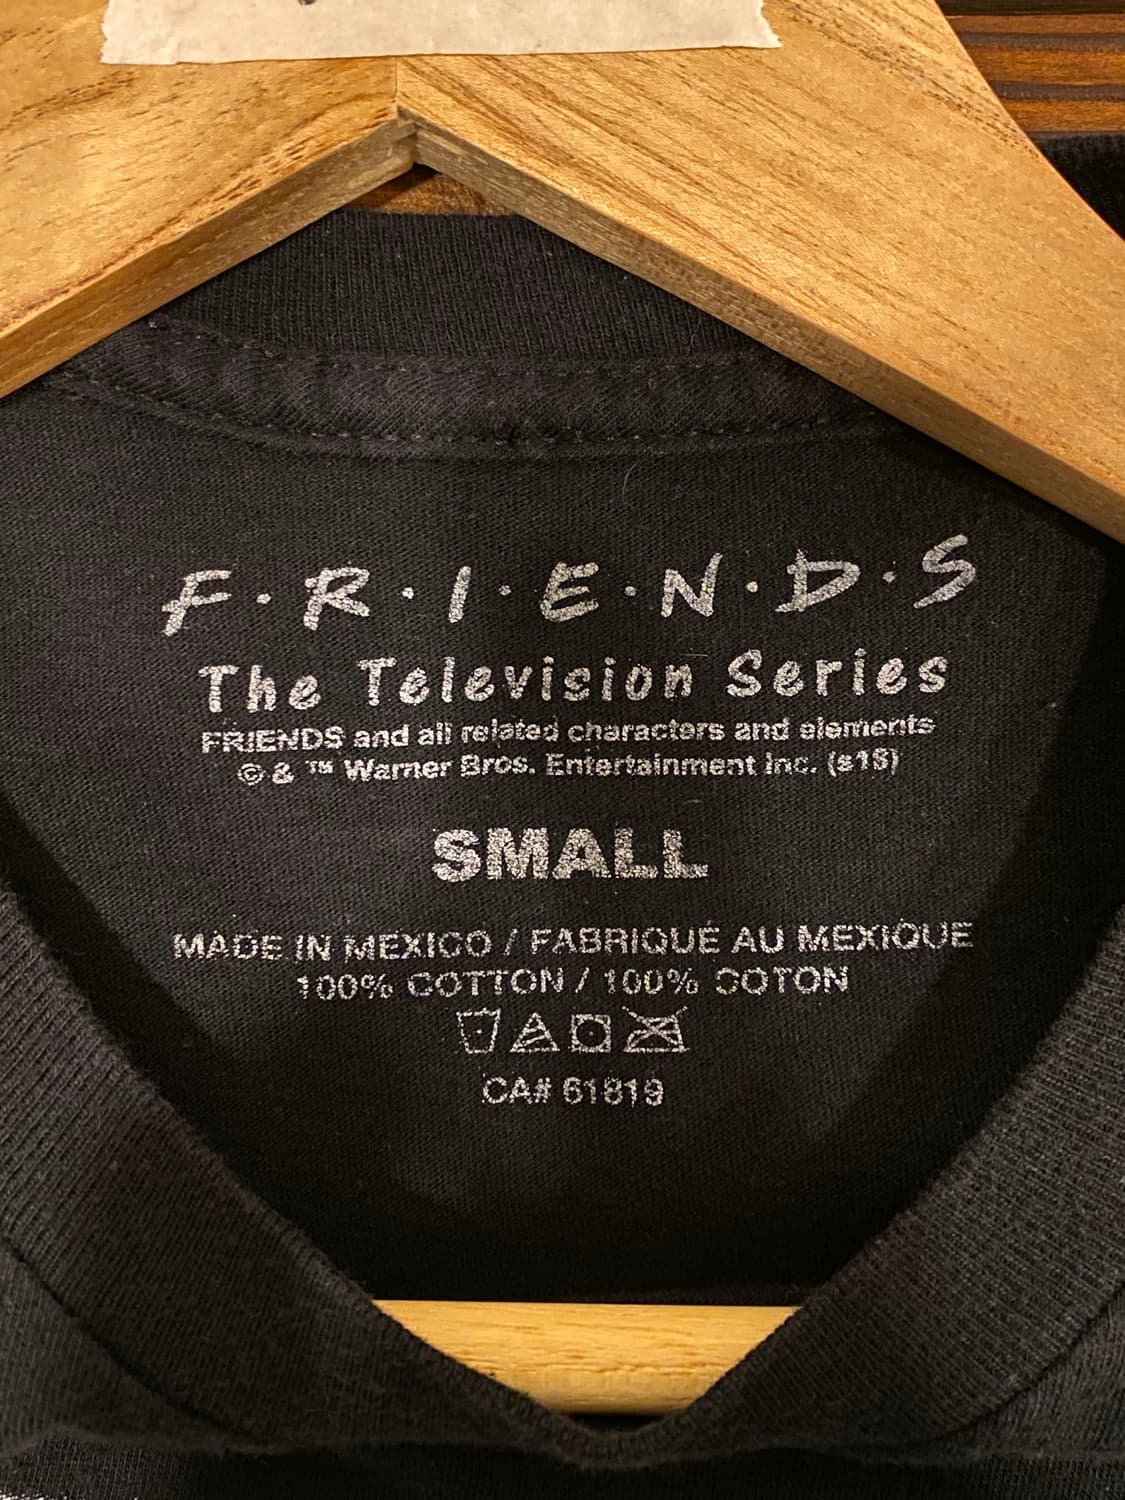 F·R·I·E·N·D·S
The Television Series
FRIENDS and all related characters and elements
© & ™ Warner Bros. Entertainment Inc. (s18)
SMALL
MADE IN MEXICO / FABRIQUÉ AU MEXIQUE
100% COTTON / 100% COTON
CA# 61819